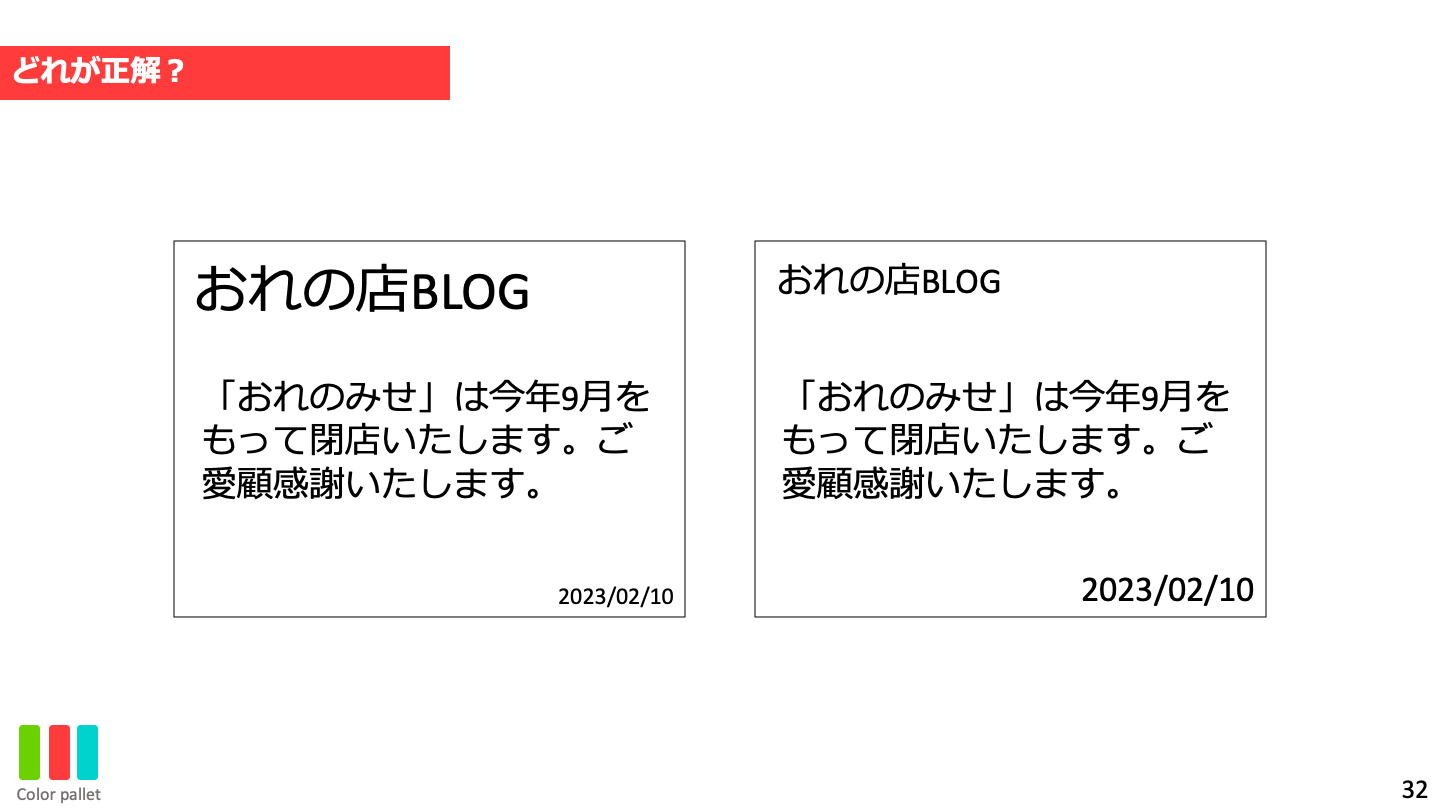 どれが正解？
おれの店BLOG
「おれのみせ」は今年9月を
もって閉店いたします。ご
愛顧感謝いたします。
2023/02/10
おれの店BLOG
「おれのみせ」は今年9月を
もって閉店いたします。ご
愛顧感謝いたします。
2023/02/10
Color pallet
32